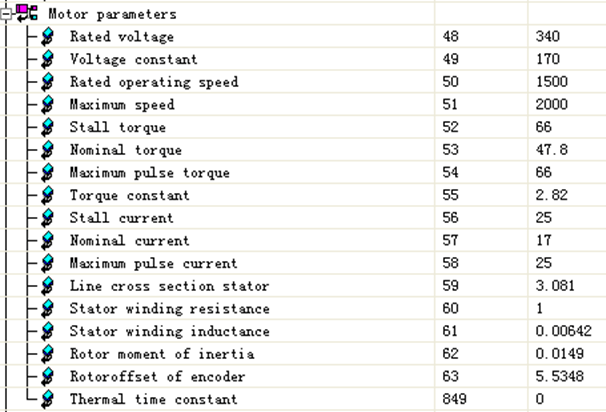 Motor parameters
Rated voltage 48 340
Voltage constant 49 170
Rated operating speed 50 1500
Maximum speed 51 2000
Stall torque 52 66
Nominal torque 53 47.8
Maximum pulse torque 54 66
Torque constant 55 2.82
Stall current 56 25
Nominal current 57 17
Maximum pulse current 58 25
Line cross section stator 59 3.081
Stator winding resistance 60 1
Stator winding inductance 61 0.00642
Rotor moment of inertia 62 0.0149
Rotoroffset of encoder 63 5.5348
Thermal time constant 849 0